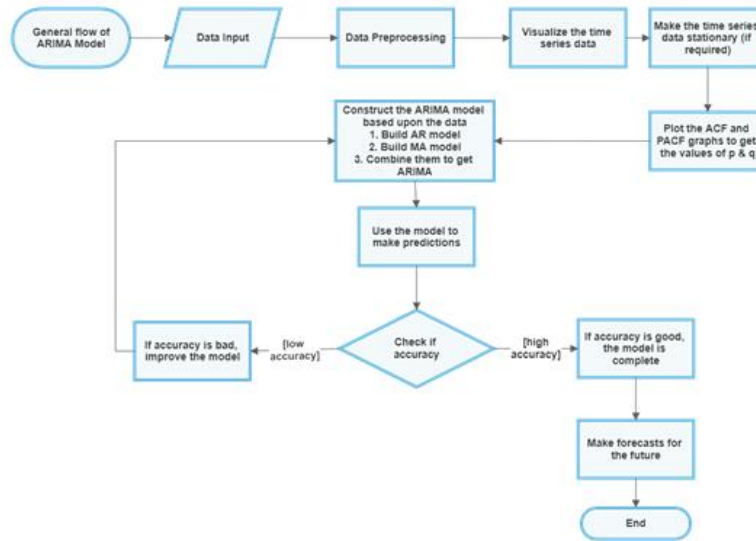 General flow of
ARIMA Model
Data Input
Data Preprocessing
Visualize the time
series data
Make the time series
data stationary (if
required)
Plot the ACF and
PACF graphs to get
the values of p & q
Construct the ARIMA model
based upon the data
1. Build AR model
2. Build MA model
3. Combine them to get
ARIMA
Use the model to
make predictions
Check if
accuracy
[low
accuracy]
If accuracy is bad,
improve the model
[high
accuracy]
If accuracy is good,
the model is
complete
Make forecasts for
the future
End